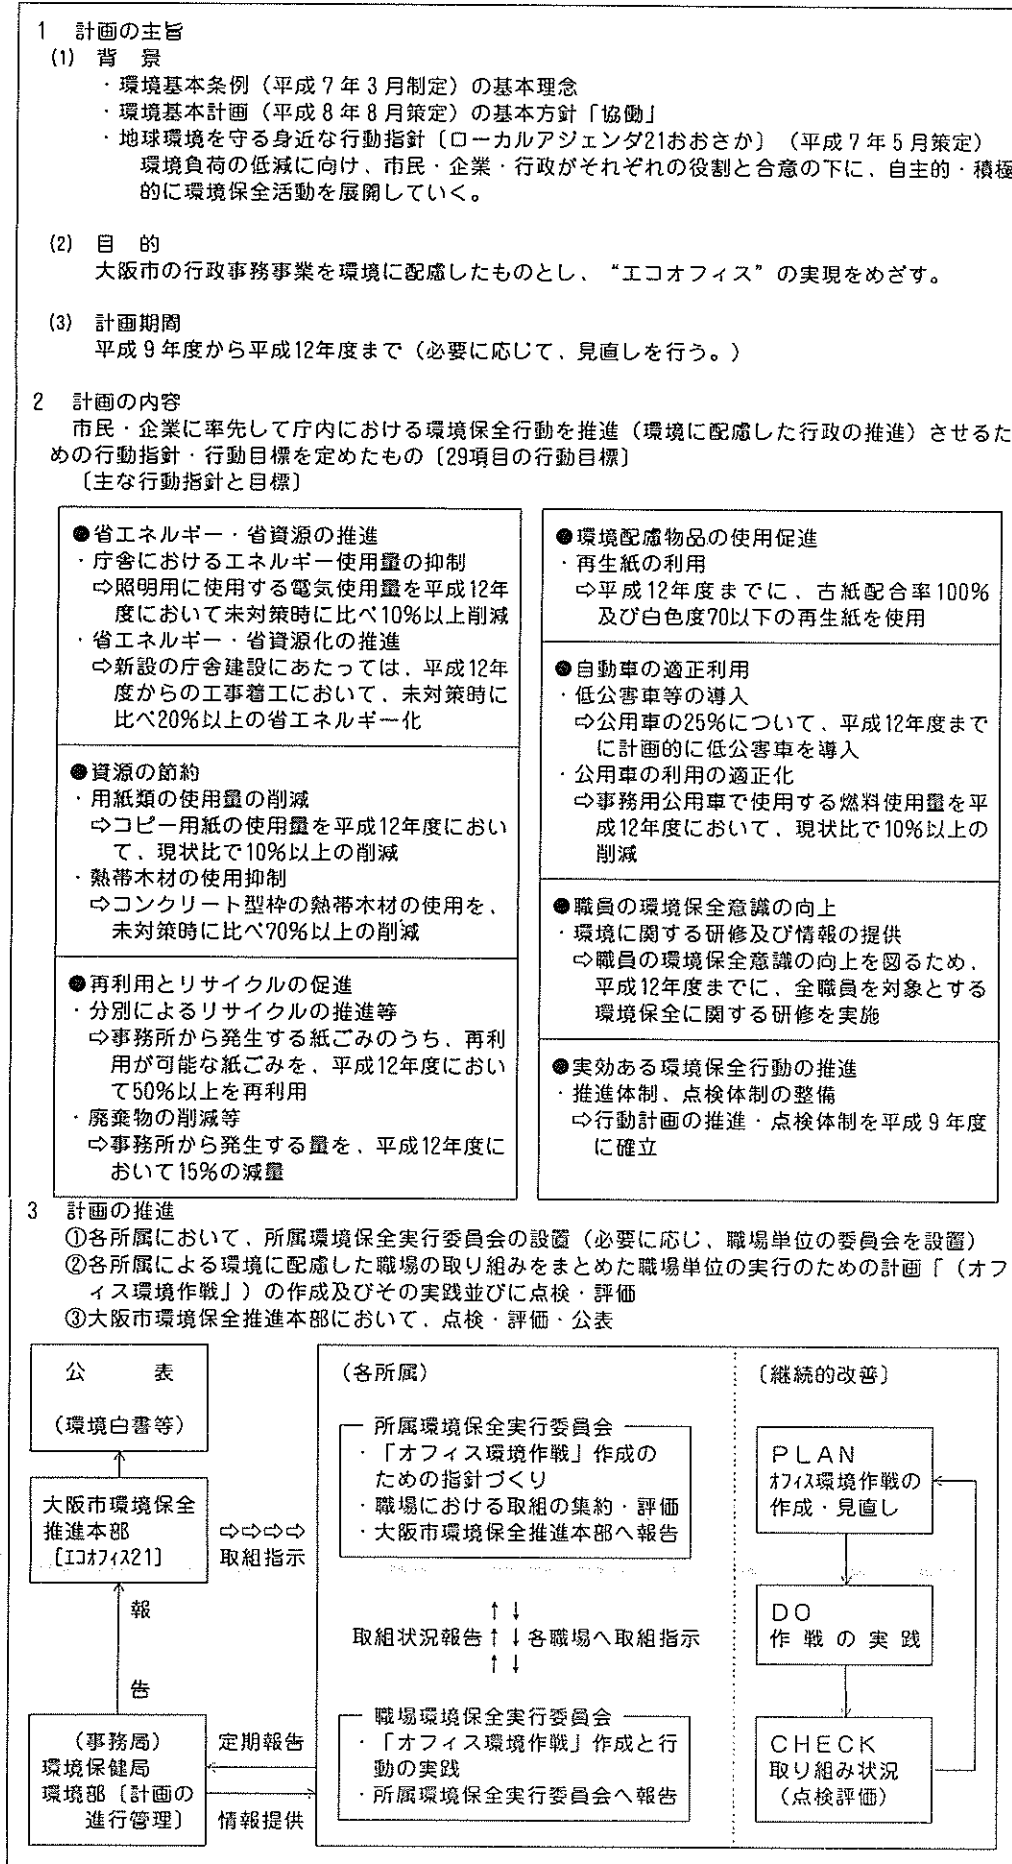 1 計画の主旨
(1) 背 景
・環境基本条例（平成７年３月制定）の基本理念
・環境基本計画（平成８年８月策定）の基本方針「協働」
・地球環境を守る身近な行動指針〔ローカルアジェンダ21おおさか〕（平成７年５月策定）
環境負荷の低減に向け、市民・企業・行政がそれぞれの役割と合意の下に、自主的・積極
的に環境保全活動を展開していく。
(2) 目 的
大阪市の行政事務事業を環境に配慮したものとし、“エコオフィス”の実現をめざす。
(3) 計画期間
平成９年度から平成12年度まで（必要に応じて、見直しを行う。）
2 計画の内容
市民・企業に率先して庁内における環境保全行動を推進（環境に配慮した行政の推進）させるた
めの行動指針・行動目標を定めたもの〔29項目の行動目標〕
〔主な行動指針と目標〕
●省エネルギー・省資源の推進
・庁舎におけるエネルギー使用量の抑制
⇨照明用に使用する電気使用量を平成12年
度において未対策時に比べ10％以上削減
・省エネルギー・省資源化の推進
⇨新設の庁舎建設にあたっては、平成12年
度からの工事着工において、未対策時に
比べ20％以上の省エネルギー化
●資源の節約
・用紙類の使用量の削減
⇨コピー用紙の使用量を平成12年度におい
て、現状比で10％以上の削減
・熱帯木材の使用抑制
⇨コンクリート型枠の熱帯木材の使用を、
未対策時に比べ70％以上の削減
●再利用とリサイクルの促進
・分別によるリサイクルの推進等
⇨事務所から発生する紙ごみのうち、再利
用が可能な紙ごみを、平成12年度におい
て50％以上を再利用
・廃棄物の削減等
⇨事務所から発生する量を、平成12年度に
おいて15％の減量
●環境配慮物品の使用促進
・再生紙の利用
⇨平成12年度までに、古紙配合率100％
及び白色度70以下の再生紙を使用
●自動車の適正利用
・低公害車等の導入
⇨公用車の25％について、平成12年度まで
に計画的に低公害車を導入
・公用車の利用の適正化
⇨事務用公用車で使用する燃料使用量を平
成12年度において、現状比で10％以上の
削減
●職員の環境保全意識の向上
・環境に関する研修及び情報の提供
⇨職員の環境保全意識の向上を図るため、
平成12年度までに、全職員を対象とする
環境保全に関する研修を実施
●実効ある環境保全行動の推進
・推進体制、点検体制の整備
⇨行動計画の推進・点検体制を平成９年度
に確立
3 計画の推進
①各所属において、所属環境保全実行委員会の設置（必要に応じ、職場単位の委員会を設置）
②各所属による環境に配慮した職場の取り組みをまとめた職場単位の実行のための計画「（オフ
ィス環境作戦」）の作成及びその実践並びに点検・評価
③大阪市環境保全推進本部において、点検・評価・公表
公 表
（環境白書等）
大阪市環境保全
推進本部
［ｴｺｵﾌｨｽ21］
⇨⇨⇨⇨
取組指示
報
告
（事務局）
環境保健局
環境部〔計画の
進行管理〕
定期報告
情報提供
（各所属）
所属環境保全実行委員会
・「オフィス環境作戦」作成の
ための指針づくり
・職場における取組の集約・評価
・大阪市環境保全推進本部へ報告
↑↓
取組状況報告↑↓各職場へ取組指示
↑↓
職場環境保全実行委員会
・「オフィス環境作戦」作成と行
動の実践
・所属環境保全実行委員会へ報告
〔継続的改善〕
ＰＬＡＮ
ｵﾌｨｽ環境作戦の
作成・見直し
ＤＯ
作戦の実践
ＣＨＥＣＫ
取り組み状況
（点検評価）